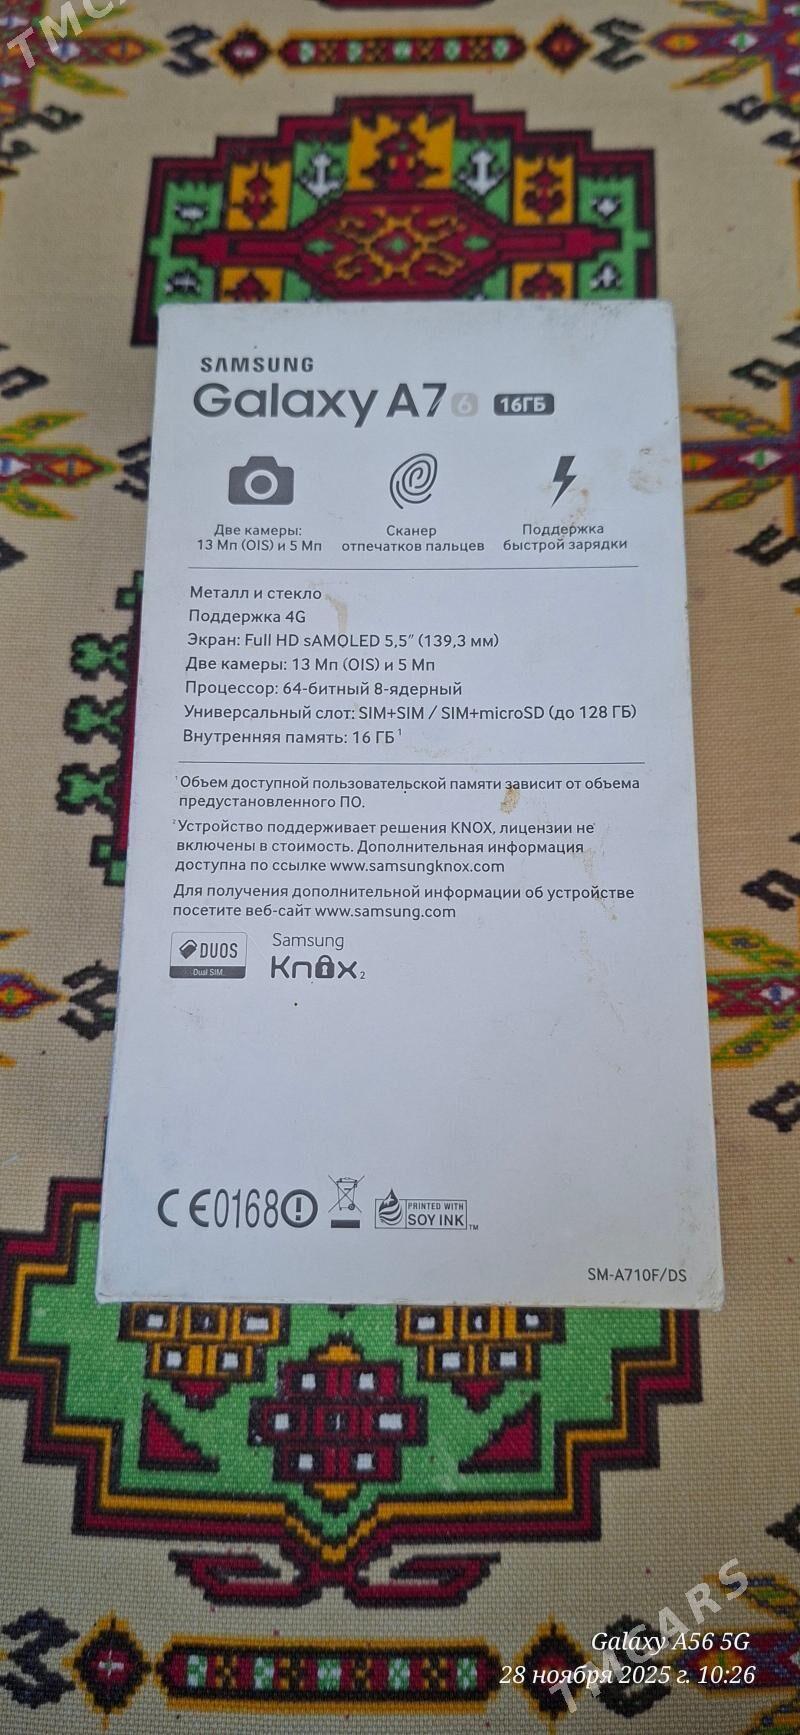 TMCARS
SAMSUNG
Galaxy A7 6 16ГБ
Две камеры:
13 Мп (OIS) и 5 Мп
Сканер
отпечатков пальцев
Поддержка
быстрой зарядки
Металл и стекло
Поддержка 4G
Экран: Full HD sAMOLED 5,5″ (139,3 мм)
Две камеры: 13 Мп (OIS) и 5 Мп
Процессор: 64-битный 8-ядерный
Универсальный слот: SIM+SIM / SIM+microSD (до 128 ГБ)
Внутренняя память: 16 ГБ¹
¹Объем доступной пользовательской памяти зависит от объема
предустановленного ПО.
²Устройство поддерживает решения KNOX, лицензии не
включены в стоимость. Дополнительная информация
доступна по ссылке www.samsungknox.com
Для получения дополнительной информации об устройстве
посетите веб-сайт www.samsung.com
DUOS
Dual SIM
Samsung
Knox 2
CE0168
PRINTED WITH
SOY INK TM
SM-A710F/DS
Galaxy A56 5G
28 ноября 2025 г. 10:26
TMCARS